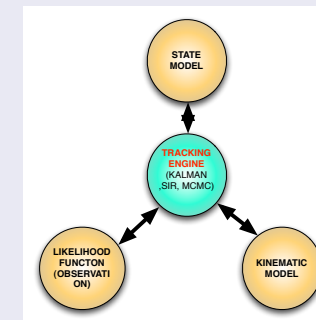 STATE
MODEL
TRACKING
ENGINE
(KALMAN
,SIR, MCMC)
LIKELIHOOD
FUNCTON
(OBSERVATI
ON)
KINEMATIC
MODEL